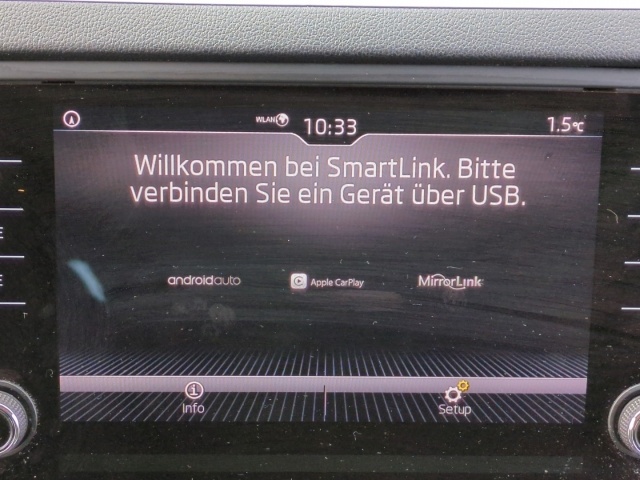 WLAN
10:33
1.5°C
Willkommen bei SmartLink. Bitte
verbinden Sie ein Gerät über USB.
androidauto
Apple CarPlay
MirrorLink
Info
Setup
E
E